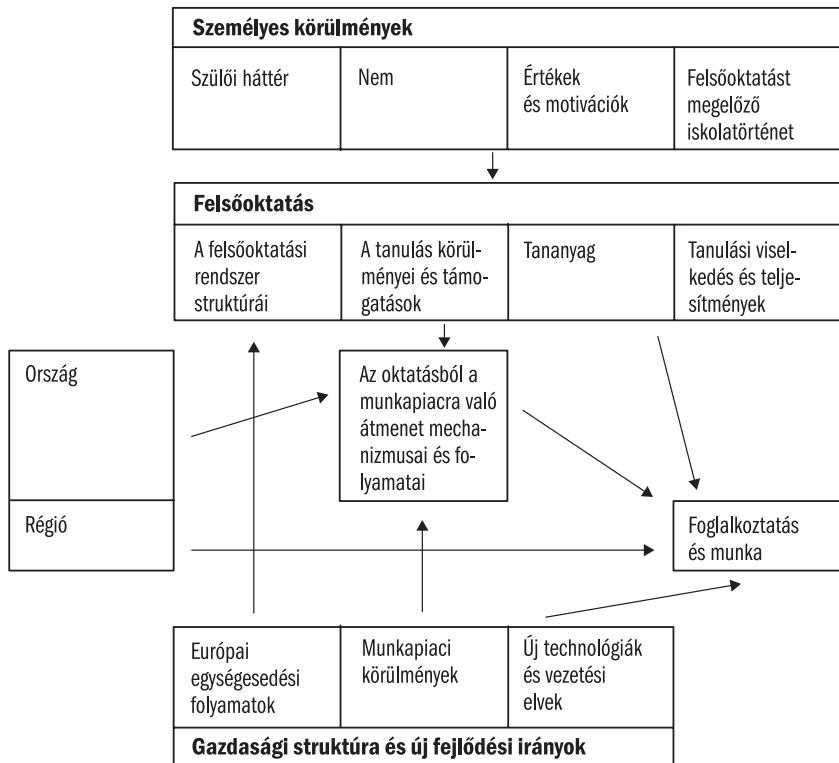 Személyes körülmények
Szülői háttér
Nem
Értékek
és motivációk
Felsőoktatást
megelőző
iskolatörténet
Felsőoktatás
A felsőoktatási
rendszer
struktúrái
A tanulás körül-
ményei és támo-
gatások
Tananyag
Tanulási visel-
kedés és telje-
sítmények
Ország
Az oktatásból a
munkapiacra való
átmenet mecha-
nizmusai és fo-
lyamatai
Régió
Foglalkoztatás
és munka
Európai
egységesedési
folyamatok
Munkapiaci
körülmények
Új technológiák
és vezetési
elvek
Gazdasági struktúra és új fejlődési irányok